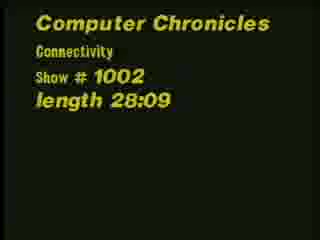 Computer Chronicles
Connectivity
Show # 1002
length 28:09